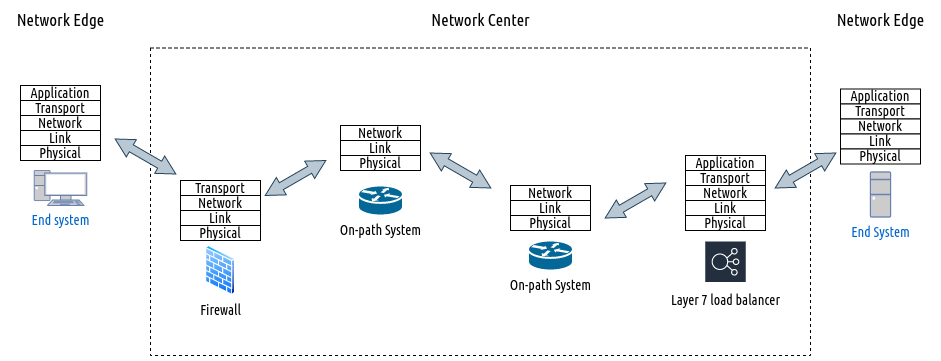 Network Edge
Network Center
Network Edge
Application
Transport
Network
Link
Physical
End system
Transport
Network
Link
Physical
Firewall
Network
Link
Physical
On-path System
Network
Link
Physical
On-path System
Application
Transport
Network
Link
Physical
Layer 7 load balancer
Application
Transport
Network
Link
Physical
End System